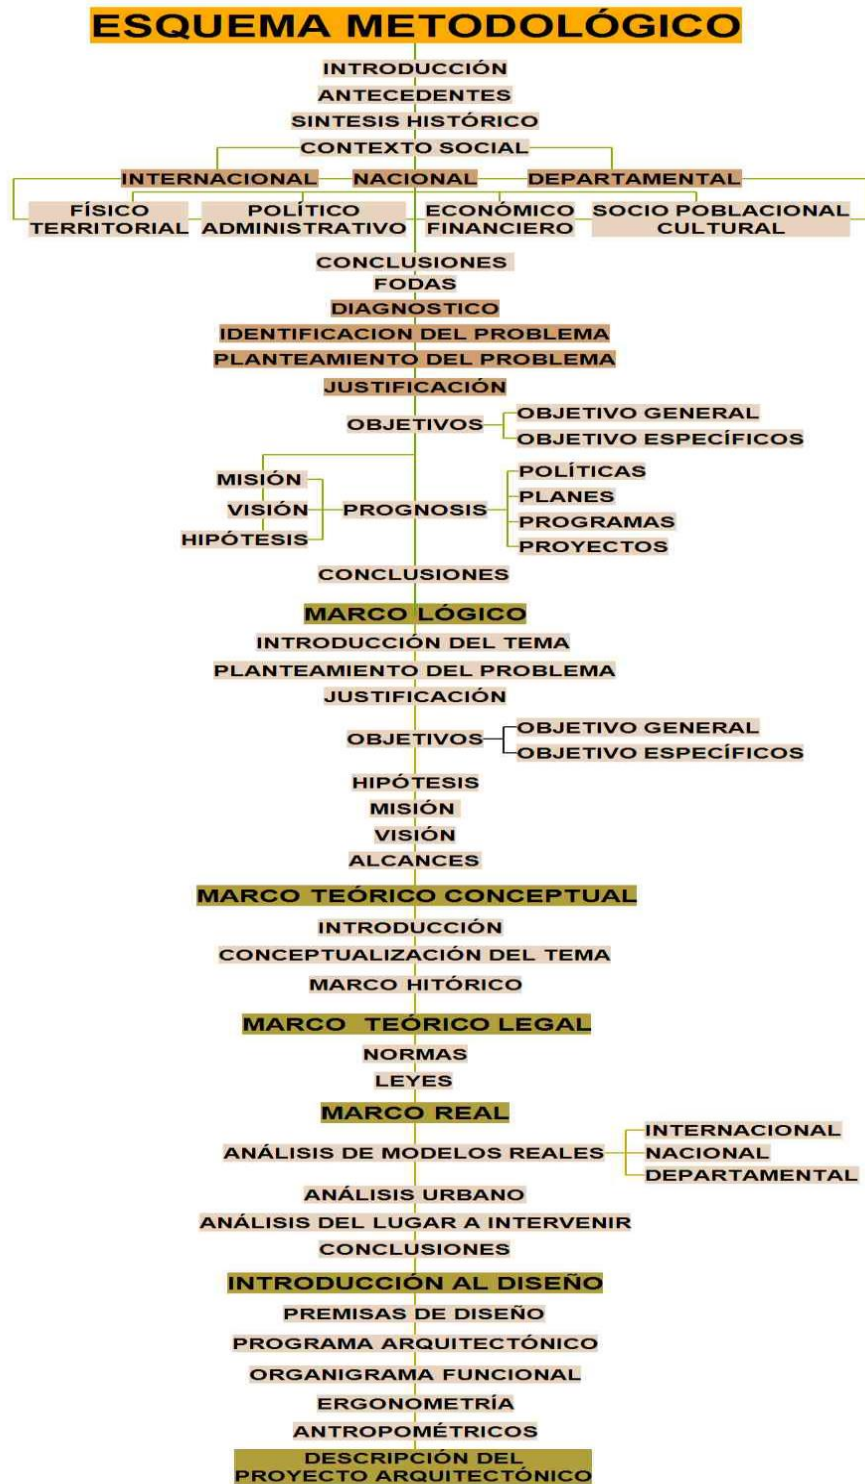 ESQUEMA METODOLÓGICO
INTRODUCCIÓN
ANTECEDENTES
SINTESIS HISTÓRICO
CONTEXTO SOCIAL
INTERNACIONAL NACIONAL DEPARTAMENTAL
FÍSICO
TERRITORIAL
POLÍTICO
ADMINISTRATIVO
ECONÓMICO
FINANCIERO
SOCIO POBLACIONAL
CULTURAL
CONCLUSIONES
FODAS
DIAGNOSTICO
IDENTIFICACION DEL PROBLEMA
PLANTEAMIENTO DEL PROBLEMA
JUSTIFICACIÓN
OBJETIVOS
OBJETIVO GENERAL
OBJETIVO ESPECÍFICOS
MISIÓN
VISIÓN
HIPÓTESIS
PROGNOSIS
POLÍTICAS
PLANES
PROGRAMAS
PROYECTOS
CONCLUSIONES
MARCO LÓGICO
INTRODUCCIÓN DEL TEMA
PLANTEAMIENTO DEL PROBLEMA
JUSTIFICACIÓN
OBJETIVOS
OBJETIVO GENERAL
OBJETIVO ESPECÍFICOS
HIPÓTESIS
MISIÓN
VISIÓN
ALCANCES
MARCO TEÓRICO CONCEPTUAL
INTRODUCCIÓN
CONCEPTUALIZACIÓN DEL TEMA
MARCO HITÓRICO
MARCO TEÓRICO LEGAL
NORMAS
LEYES
MARCO REAL
ANÁLISIS DE MODELOS REALES
INTERNACIONAL
NACIONAL
DEPARTAMENTAL
ANÁLISIS URBANO
ANÁLISIS DEL LUGAR A INTERVENIR
CONCLUSIONES
INTRODUCCIÓN AL DISEÑO
PREMISAS DE DISEÑO
PROGRAMA ARQUITECTÓNICO
ORGANIGRAMA FUNCIONAL
ERGONOMETRÍA
ANTROPOMÉTRICOS
DESCRIPCIÓN DEL
PROYECTO ARQUITECTÓNICO